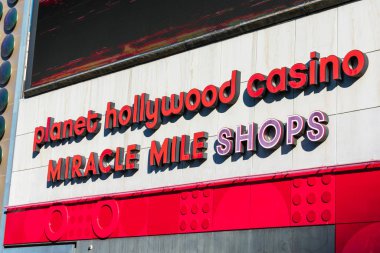 planet hollywood casino
MIRACLE MILE SHOPS